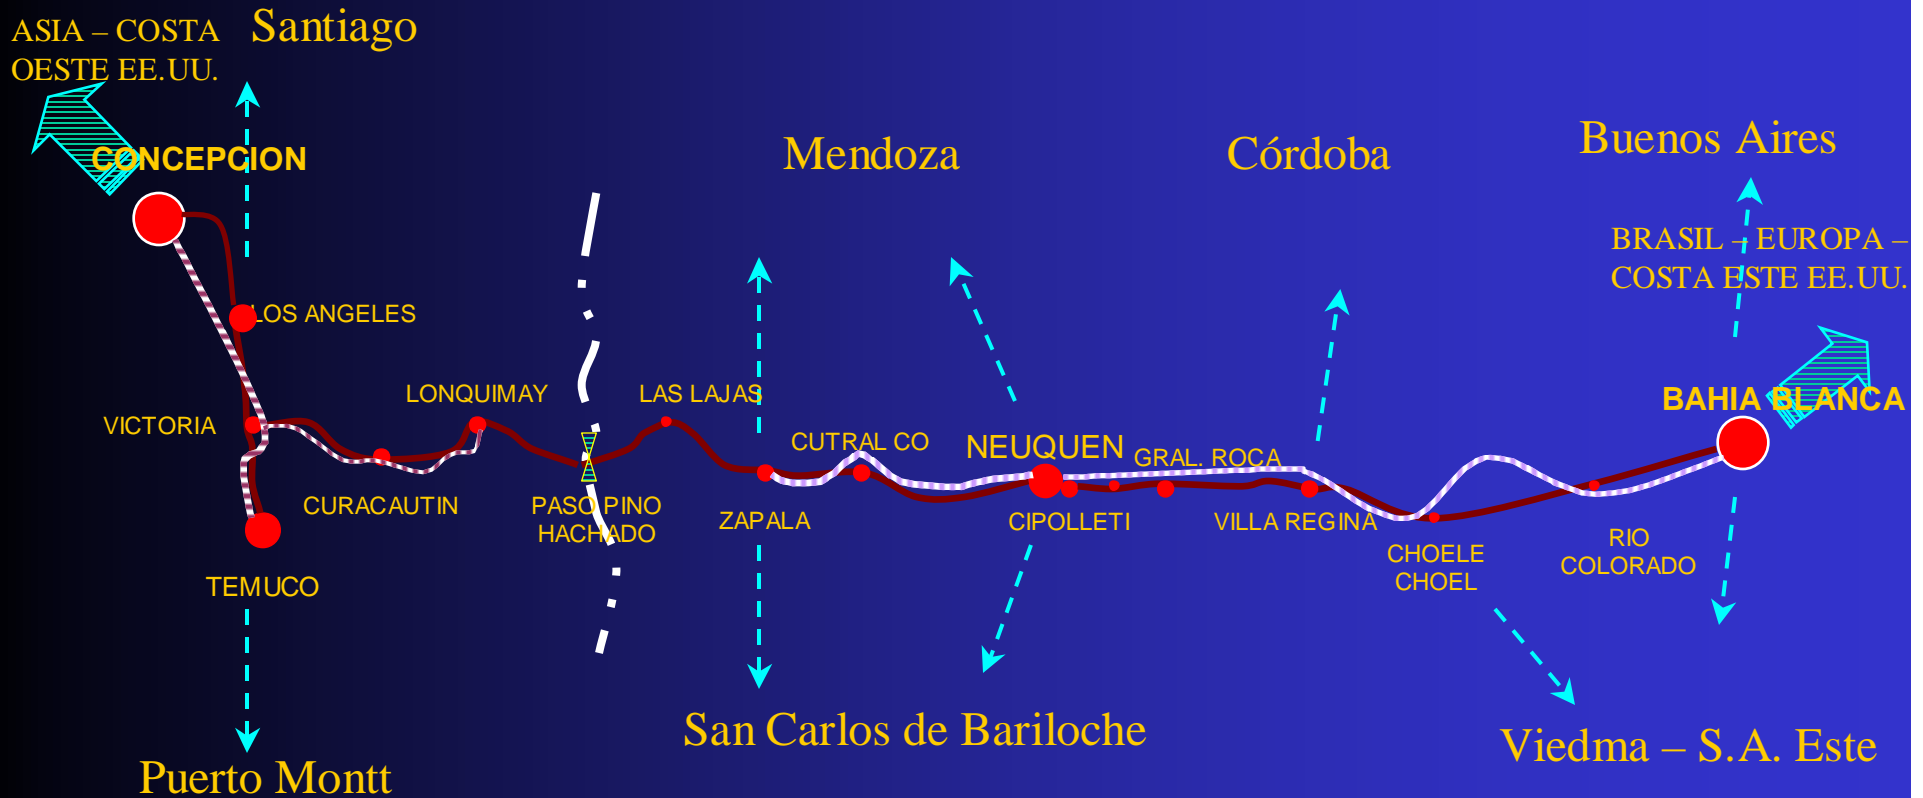 ASIA – COSTA
OESTE EE.UU.
Santiago
CONCEPCION
Mendoza
Córdoba
Buenos Aires
BRASIL – EUROPA –
COSTA ESTE EE.UU.
LOS ANGELES
LONQUIMAY
LAS LAJAS
BAHIA BLANCA
VICTORIA
CUTRAL CO
NEUQUEN
GRAL. ROCA
CURACAUTIN
PASO PINO
HACHADO
ZAPALA
CIPOLLETI
VILLA REGINA
CHOELE
CHOEL
RIO
COLORADO
TEMUCO
San Carlos de Bariloche
Viedma – S.A. Este
Puerto Montt